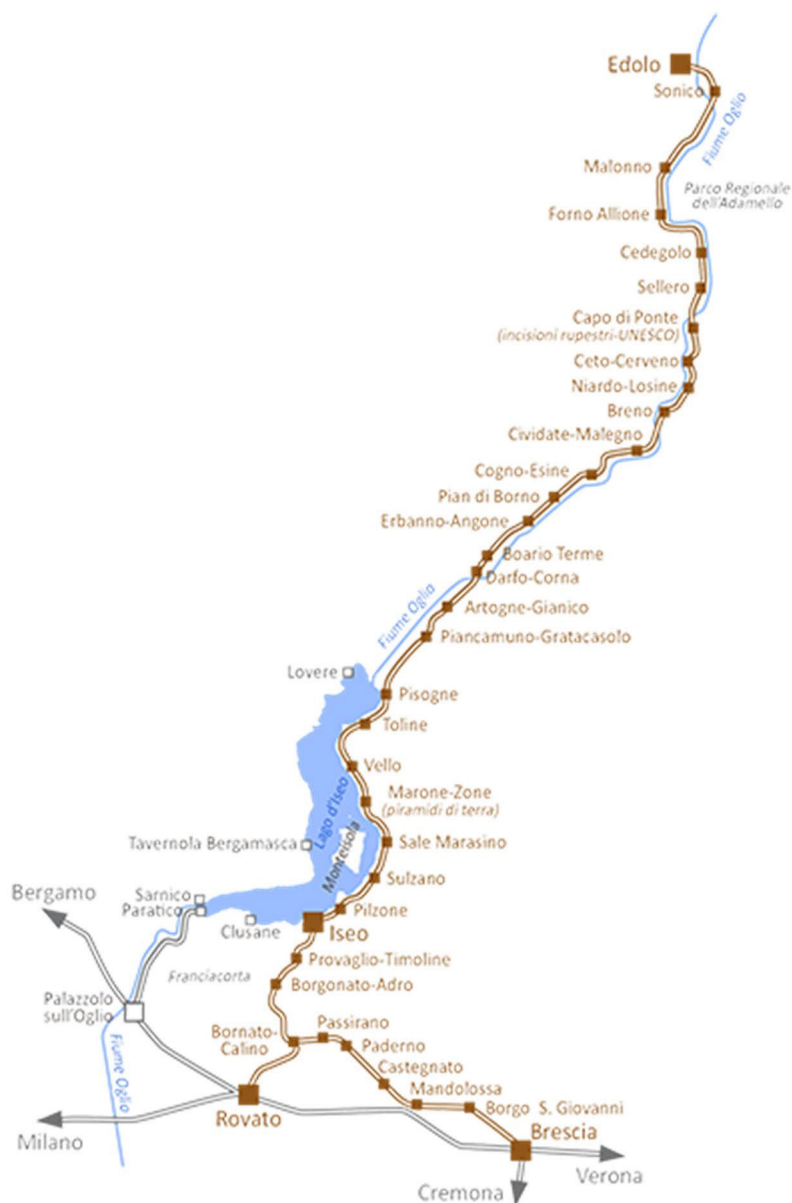 Edolo
Sonico
Fiume Oglio
Malonno
Parco Regionale
dell'Adamello
Forno Allione
Cedegolo
Sellero
Capo di Ponte
(incisioni rupestri-UNESCO)
Ceto-Cerveno
Niardo-Losine
Breno
Cividate-Malegno
Cogno-Esine
Pian di Borno
Erbanno-Angone
Boario Terme
Darfo-Corna
Fiume Oglio
Artogne-Gianico
Piancamuno-Gratacasolo
Lovere
Pisogne
Toline
Vello
Lago d'Iseo
Marone-Zone
(piramidi di terra)
Monteisola
Tavernola Bergamasca
Sale Marasino
Sulzano
Bergamo
Sarnico
Paratico
Pilzone
Clusane
Iseo
Provaglio-Timoline
Franciacorta
Borgonato-Adro
Palazzolo
sull'Oglio
Fiume Oglio
Bornato-
Calino
Passirano
Paderno
Castegnato
Mandolossa
Borgo S. Giovanni
Rovato
Milano
Brescia
Verona
Cremona